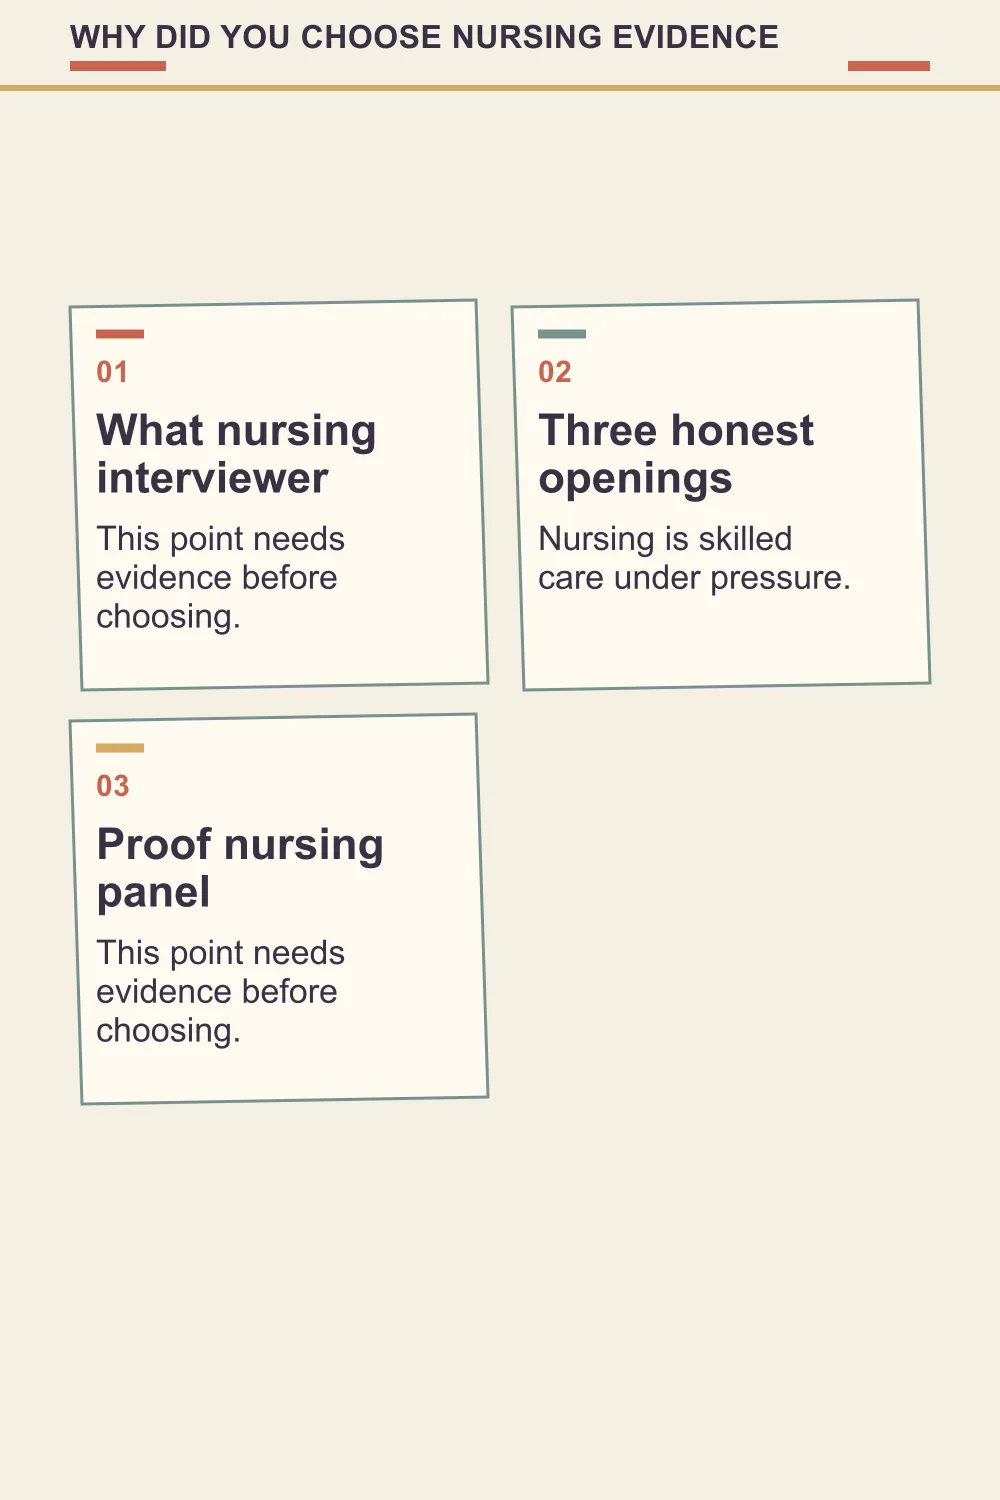 WHY DID YOU CHOOSE NURSING EVIDENCE
01
What nursing
interviewer
This point needs
evidence before
choosing.
02
Three honest
openings
Nursing is skilled
care under pressure.
03
Proof nursing
panel
This point needs
evidence before
choosing.